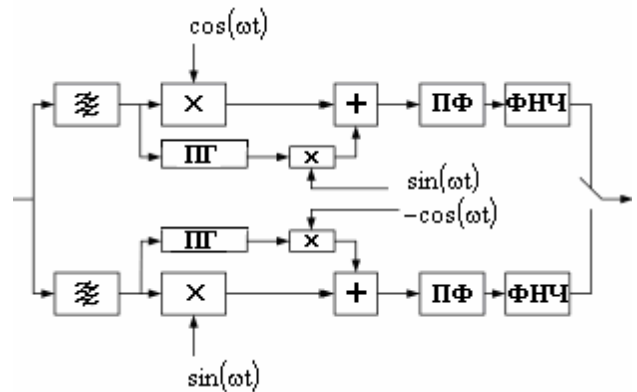 cos(ωt)
× + ПФ ФНЧ
ПГ ×
sin(ωt)
-cos(ωt)
ПГ ×
× + ПФ ФНЧ
sin(ωt)